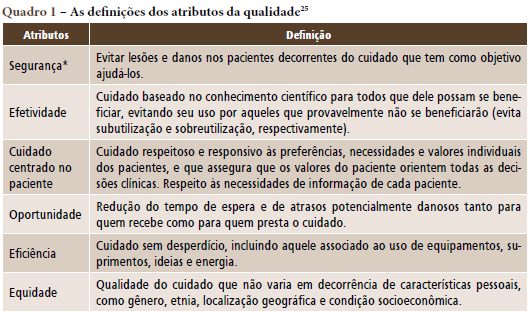 Quadro 1 – As definições dos atributos da qualidade25
Atributos Definição
Segurança* Evitar lesões e danos nos pacientes decorrentes do cuidado que tem como objetivo
ajudá-los.
Efetividade Cuidado baseado no conhecimento científico para todos que dele possam se bene-
ficiar, evitando seu uso por aqueles que provavelmente não se beneficiarão (evita
subutilização e sobreutilização, respectivamente).
Cuidado
centrado no
paciente
Cuidado respeitoso e responsivo às preferências, necessidades e valores individuais
dos pacientes, e que assegura que os valores do paciente orientem todas as deci-
sões clínicas. Respeito às necessidades de informação de cada paciente.
Oportunidade Redução do tempo de espera e de atrasos potencialmente danosos tanto para
quem recebe como para quem presta o cuidado.
Eficiência Cuidado sem desperdício, incluindo aquele associado ao uso de equipamentos, su-
primentos, ideias e energia.
Equidade Qualidade do cuidado que não varia em decorrência de características pessoais,
como gênero, etnia, localização geográfica e condição socioeconômica.